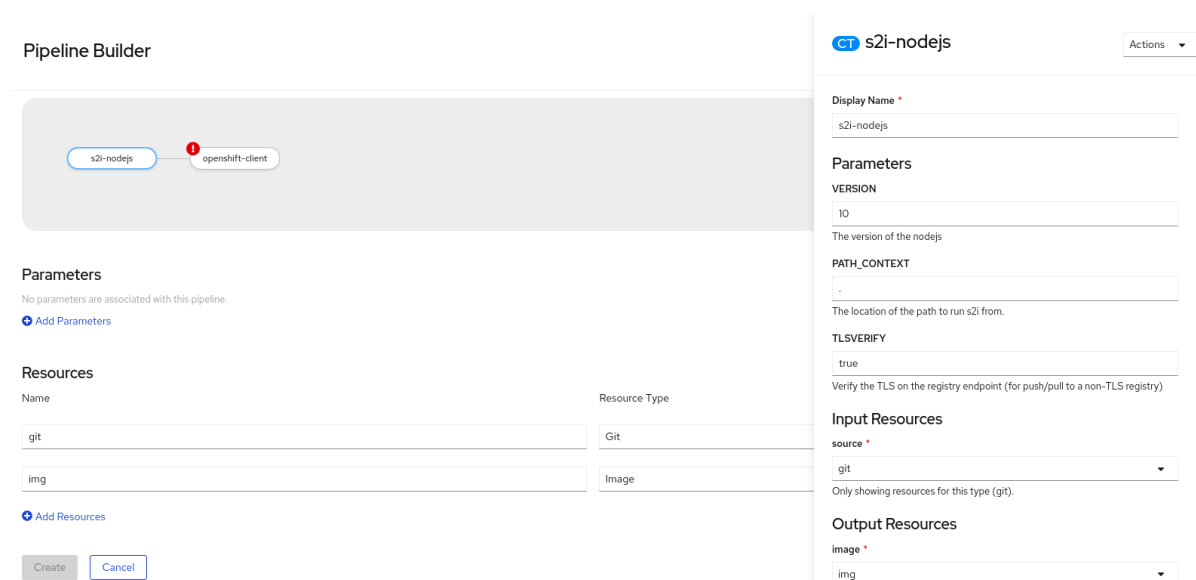 Pipeline Builder
s2i-nodejs
openshift-client
Parameters
No parameters are associated with this pipeline.
Add Parameters
Resources
Name
Resource Type
git
Git
img
Image
Add Resources
Create
Cancel
CT s2i-nodejs
Actions
Display Name *
s2i-nodejs
Parameters
VERSION
10
The version of the nodejs
PATH_CONTEXT
.
The location of the path to run s2i from.
TLSVERIFY
true
Verify the TLS on the registry endpoint (for push/pull to a non-TLS registry)
Input Resources
source *
git
Only showing resources for this type (git).
Output Resources
image *
img